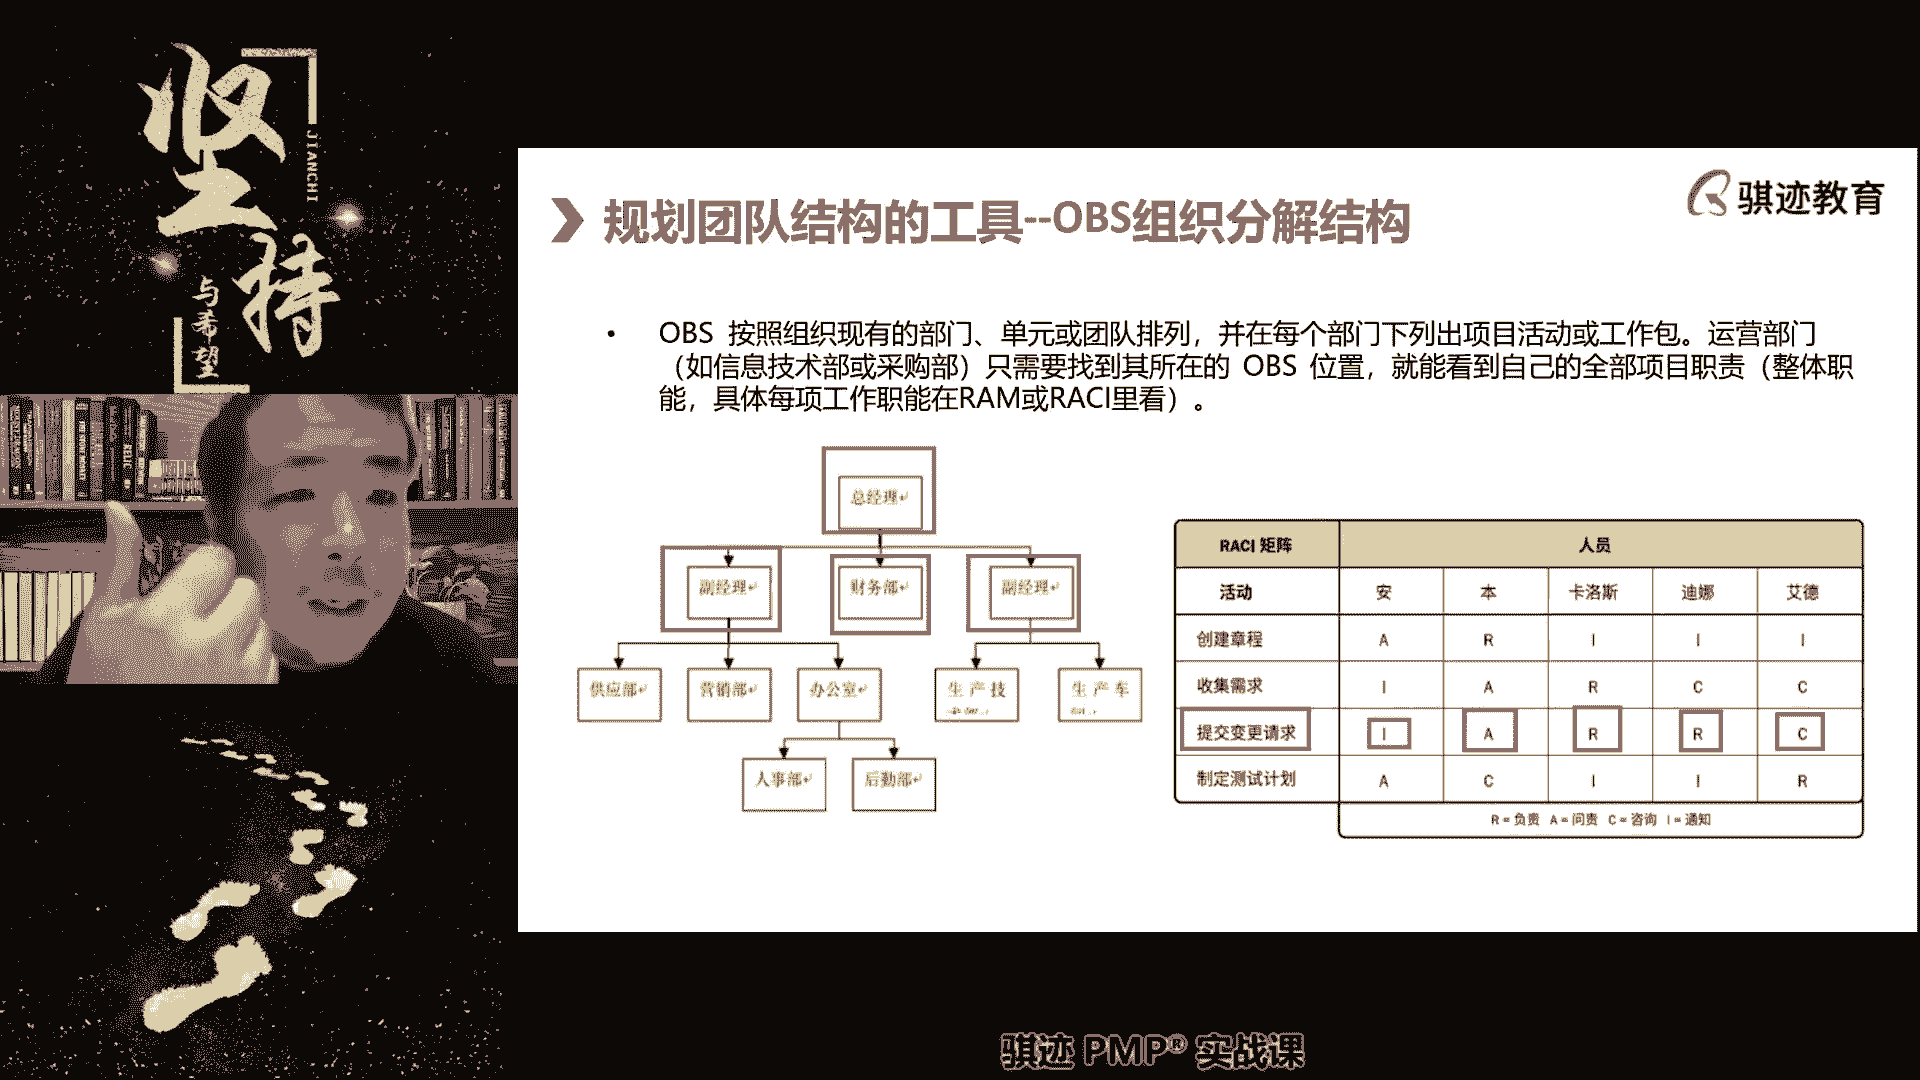 坚持
JIANCHI
与希望
规划团队结构的工具--OBS组织分解结构
骐迹教育
• OBS 按照组织现有的部门、单元或团队排列，并在每个部门下列出项目活动或工作包。运营部门
（如信息技术部或采购部）只需要找到其所在的 OBS 位置，就能看到自己的全部项目职责（整体职
能，具体每项工作职能在RAM或RACI里看）。
总经理
副经理 财务部 副经理
供应部 营销部 办公室 生产技 生产车
人事部 后勤部
RACI 矩阵 人员
活动 安 本 卡洛斯 迪娜 艾德
创建章程 A R I I I
收集需求 I A R C C
提交变更请求 I A R R C
制定测试计划 A C I I R
R = 负责 A = 问责 C = 咨询 I = 通知
骐迹 PMP® 实战课